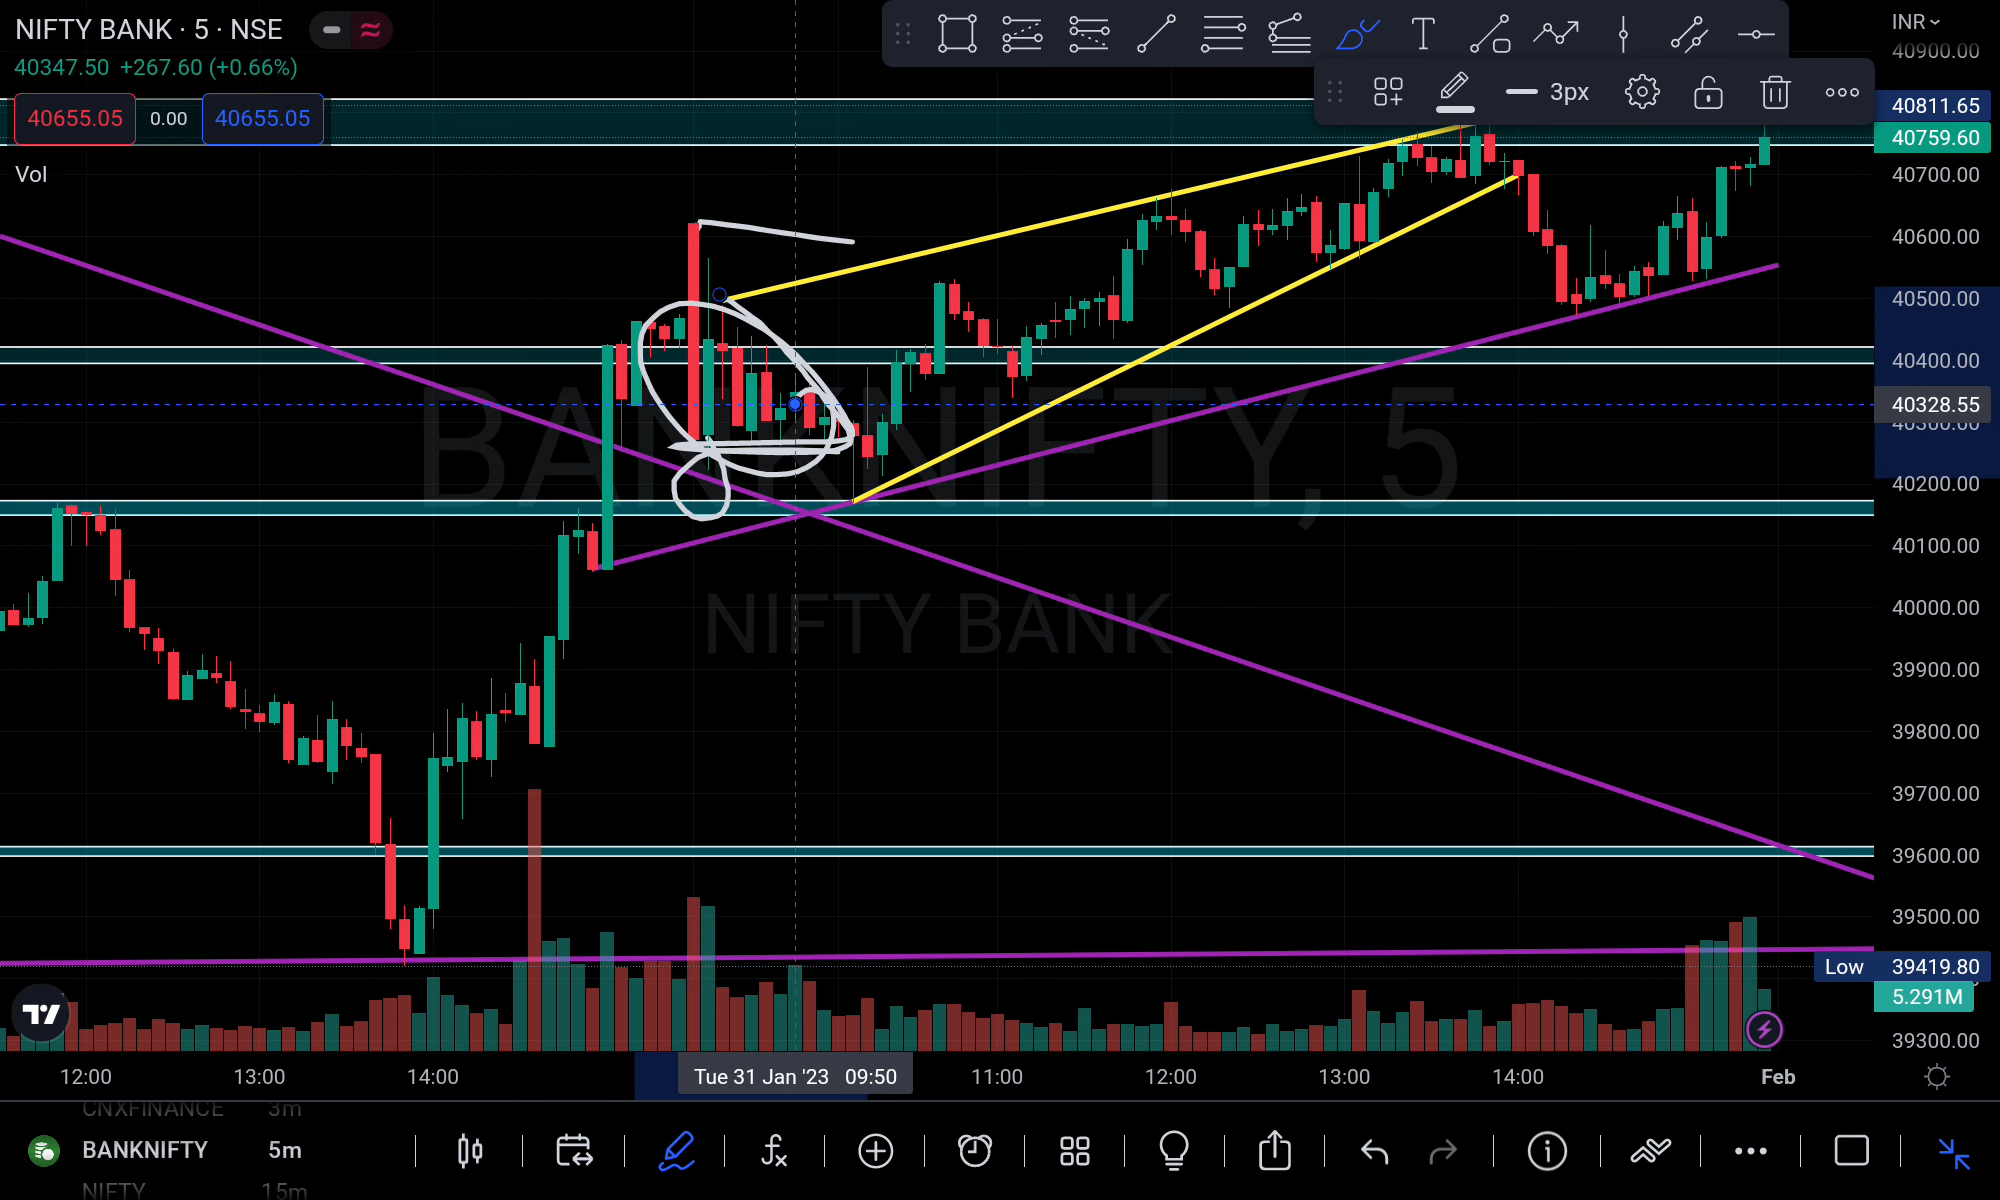 NIFTY BANK · 5 · NSE
40347.50 +267.60 (+0.66%)
40655.05 0.00 40655.05
Vol
3px
INR
40900.00
40811.65
40759.60
40700.00
40600.00
40500.00
40400.00
40328.55
40300.00
40200.00
40100.00
40000.00
39900.00
39800.00
39700.00
39600.00
39500.00
Low 39419.80
5.291M
39300.00
BANKNIFTY, 5
NIFTY BANK
12:00 13:00 14:00 Tue 31 Jan '23 09:50 11:00 12:00 13:00 14:00 Feb
CNXFINANCE 3m
BANKNIFTY 5m
NIFTY 15m